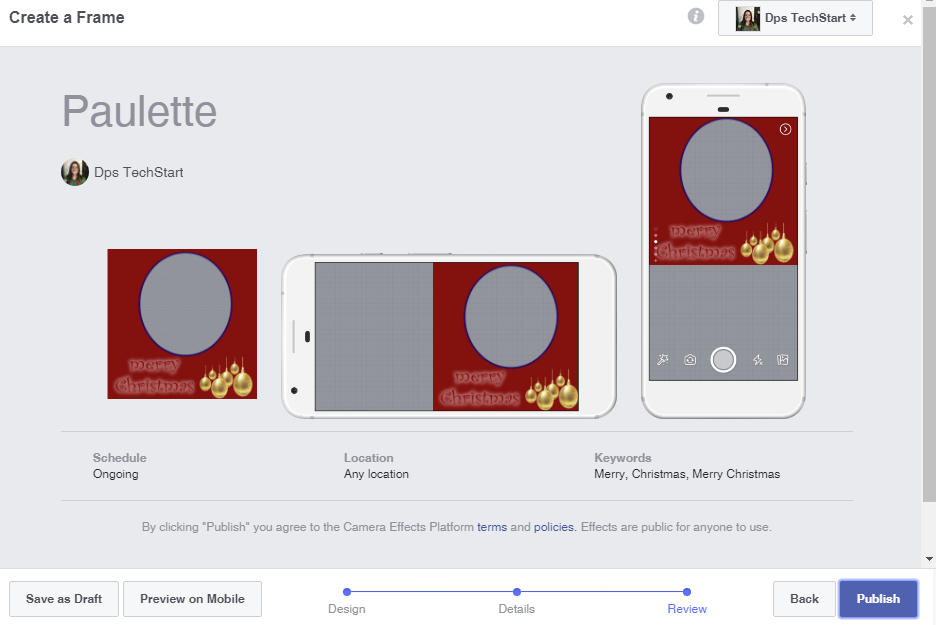 Create a Frame
Dps TechStart
Paulette
Dps TechStart
merry
Christmas
merry
Christmas
merry
Christmas
Schedule
Ongoing
Location
Any location
Keywords
Merry, Christmas, Merry Christmas
By clicking "Publish" you agree to the Camera Effects Platform terms and policies. Effects are public for anyone to use.
Save as Draft
Preview on Mobile
Design
Details
Review
Back
Publish